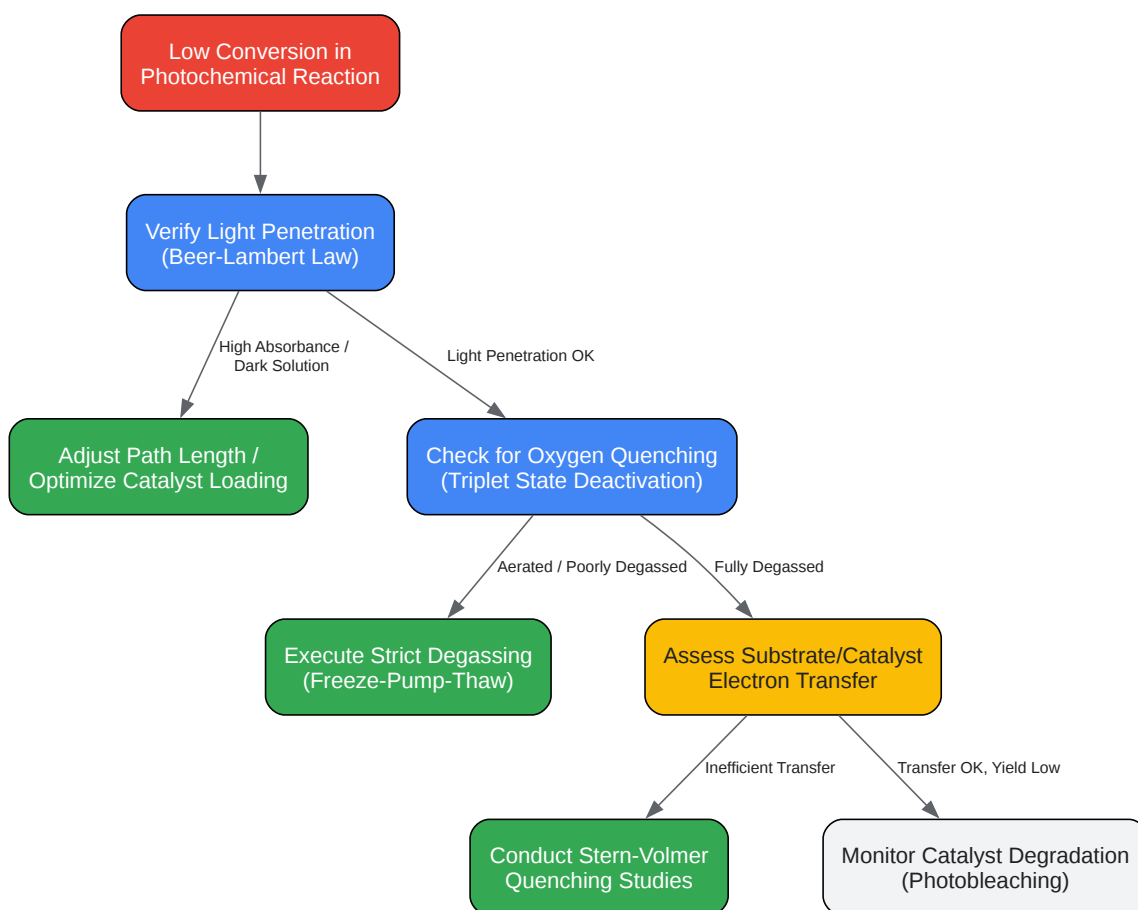 Low Conversion in
Photochemical Reaction
Verify Light Penetration
(Beer-Lambert Law)
High Absorbance /
Dark Solution
Light Penetration OK
Adjust Path Length /
Optimize Catalyst Loading
Check for Oxygen Quenching
(Triplet State Deactivation)
Aerated / Poorly Degassed
Fully Degassed
Execute Strict Degassing
(Freeze-Pump-Thaw)
Assess Substrate/Catalyst
Electron Transfer
Inefficient Transfer
Transfer OK, Yield Low
Conduct Stern-Volmer
Quenching Studies
Monitor Catalyst Degradation
(Photobleaching)